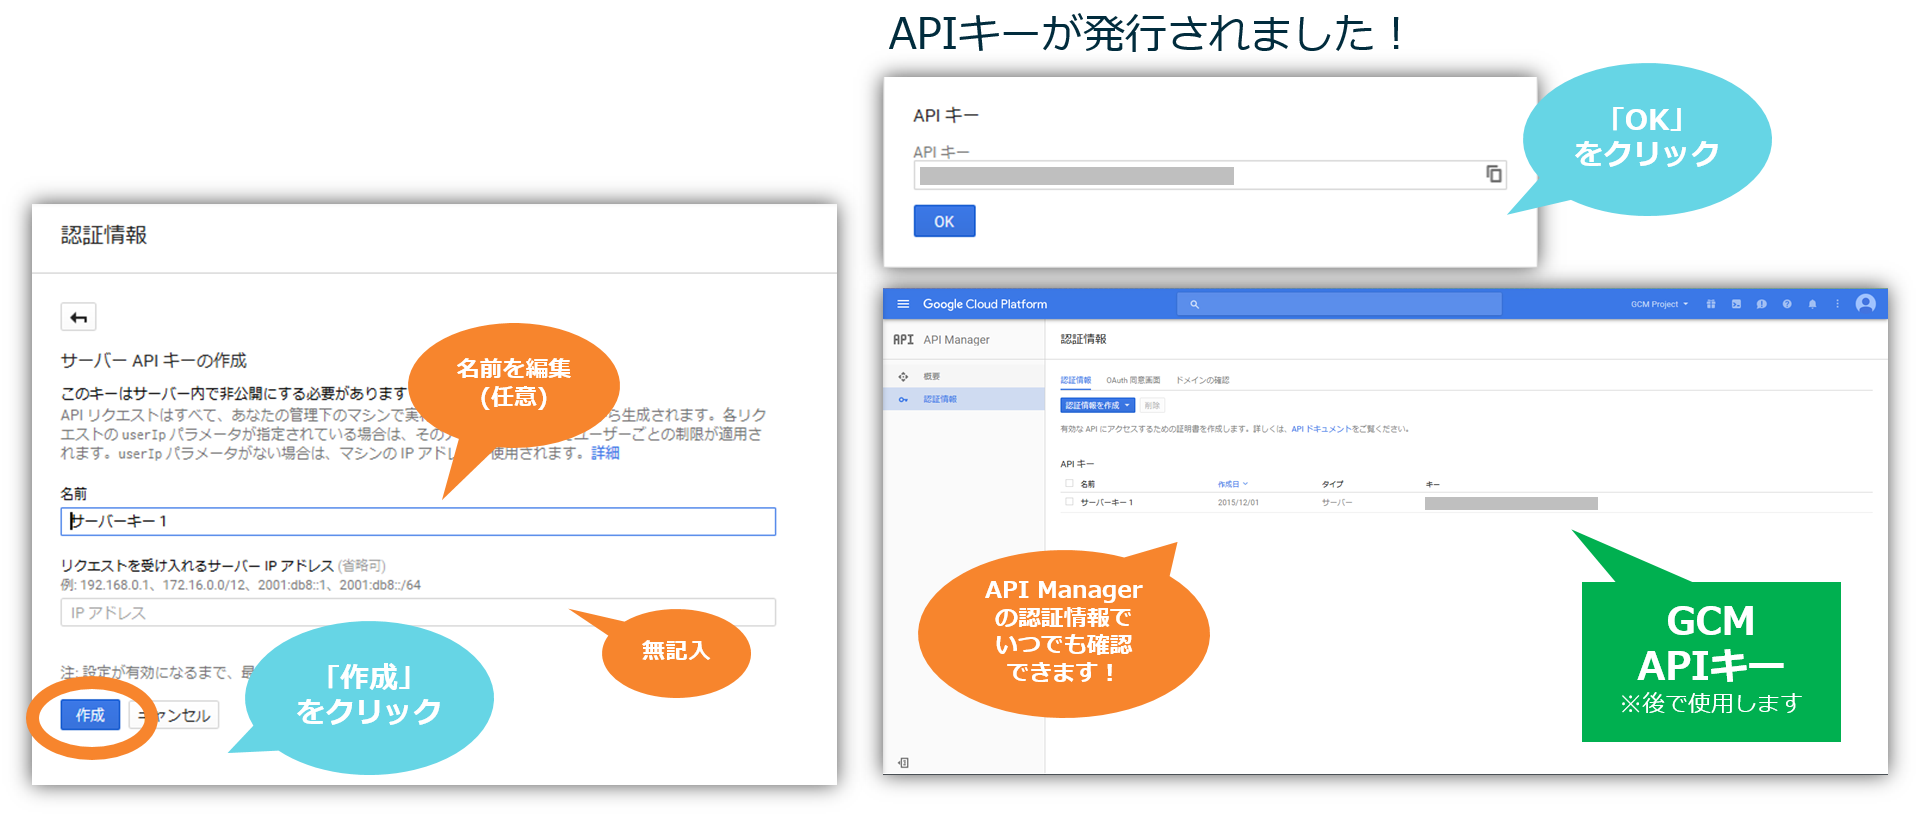 APIキーが発行されました！
API キー
API キー
OK
「OK」
をクリック
認証情報
サーバー API キーの作成
このキーはサーバー内で非公開にする必要があります
API リクエストはすべて、あなたの管理下のマシンで実
ら生成されます。各リク
エストの userIp パラメータが指定されている場合は、その
ユーザーごとの制限が適用さ
れます。userIp パラメータがない場合は、マシンの IP アドレ
使用されます。詳細
名前を編集
(任意)
名前
サーバーキー 1
リクエストを受け入れるサーバー IP アドレス (省略可)
例: 192.168.0.1、172.16.0.0/12、2001:db8::1、2001:db8::/64
IP アドレス
無記入
注: 設定が有効になるまで、最
作成
キャンセル
「作成」
をクリック
Google Cloud Platform
GCM Project
API API Manager
概要
認証情報
認証情報
認証情報 OAuth 同意画面 ドメインの確認
認証情報を作成 削除
有効な API にアクセスするための証明書を作成します。詳しくは、API ドキュメントをご覧ください。
API キー
名前 作成日 タイプ キー
サーバーキー 1 2015/12/01 サーバー
API Manager
の認証情報で
いつでも確認
できます！
GCM
APIキー
※後で使用します